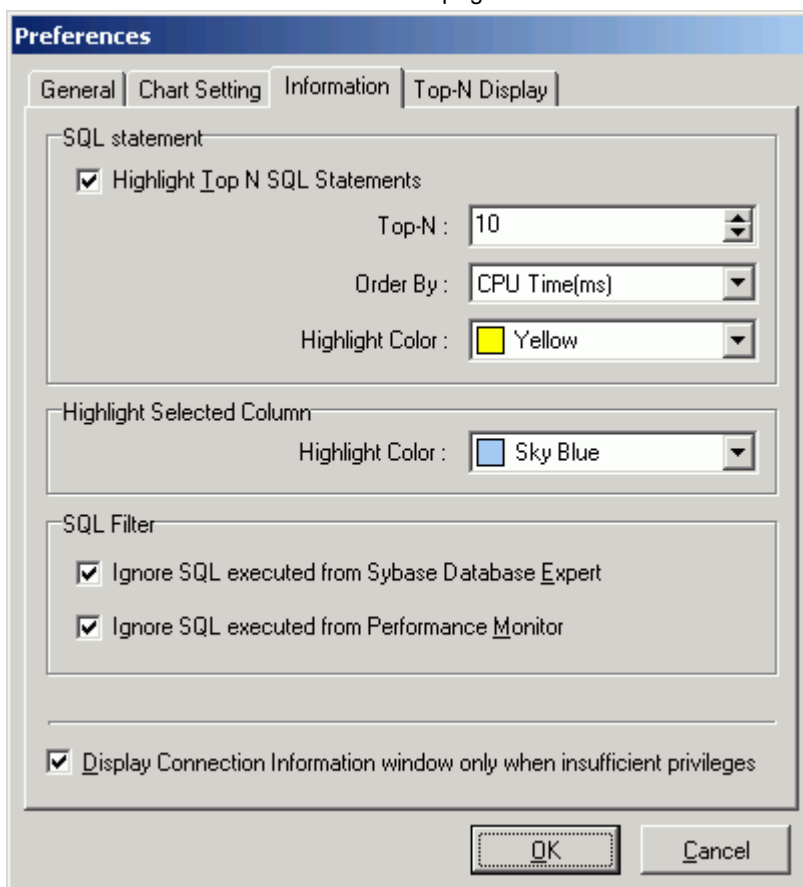 Preferences
General Chart Setting Information Top-N Display
SQL statement
Highlight Top N SQL Statements
Top-N : 10
Order By : CPU Time(ms)
Highlight Color : Yellow
Highlight Selected Column
Highlight Color : Sky Blue
SQL Filter
Ignore SQL executed from Sybase Database Expert
Ignore SQL executed from Performance Monitor
Display Connection Information window only when insufficient privileges
OK Cancel